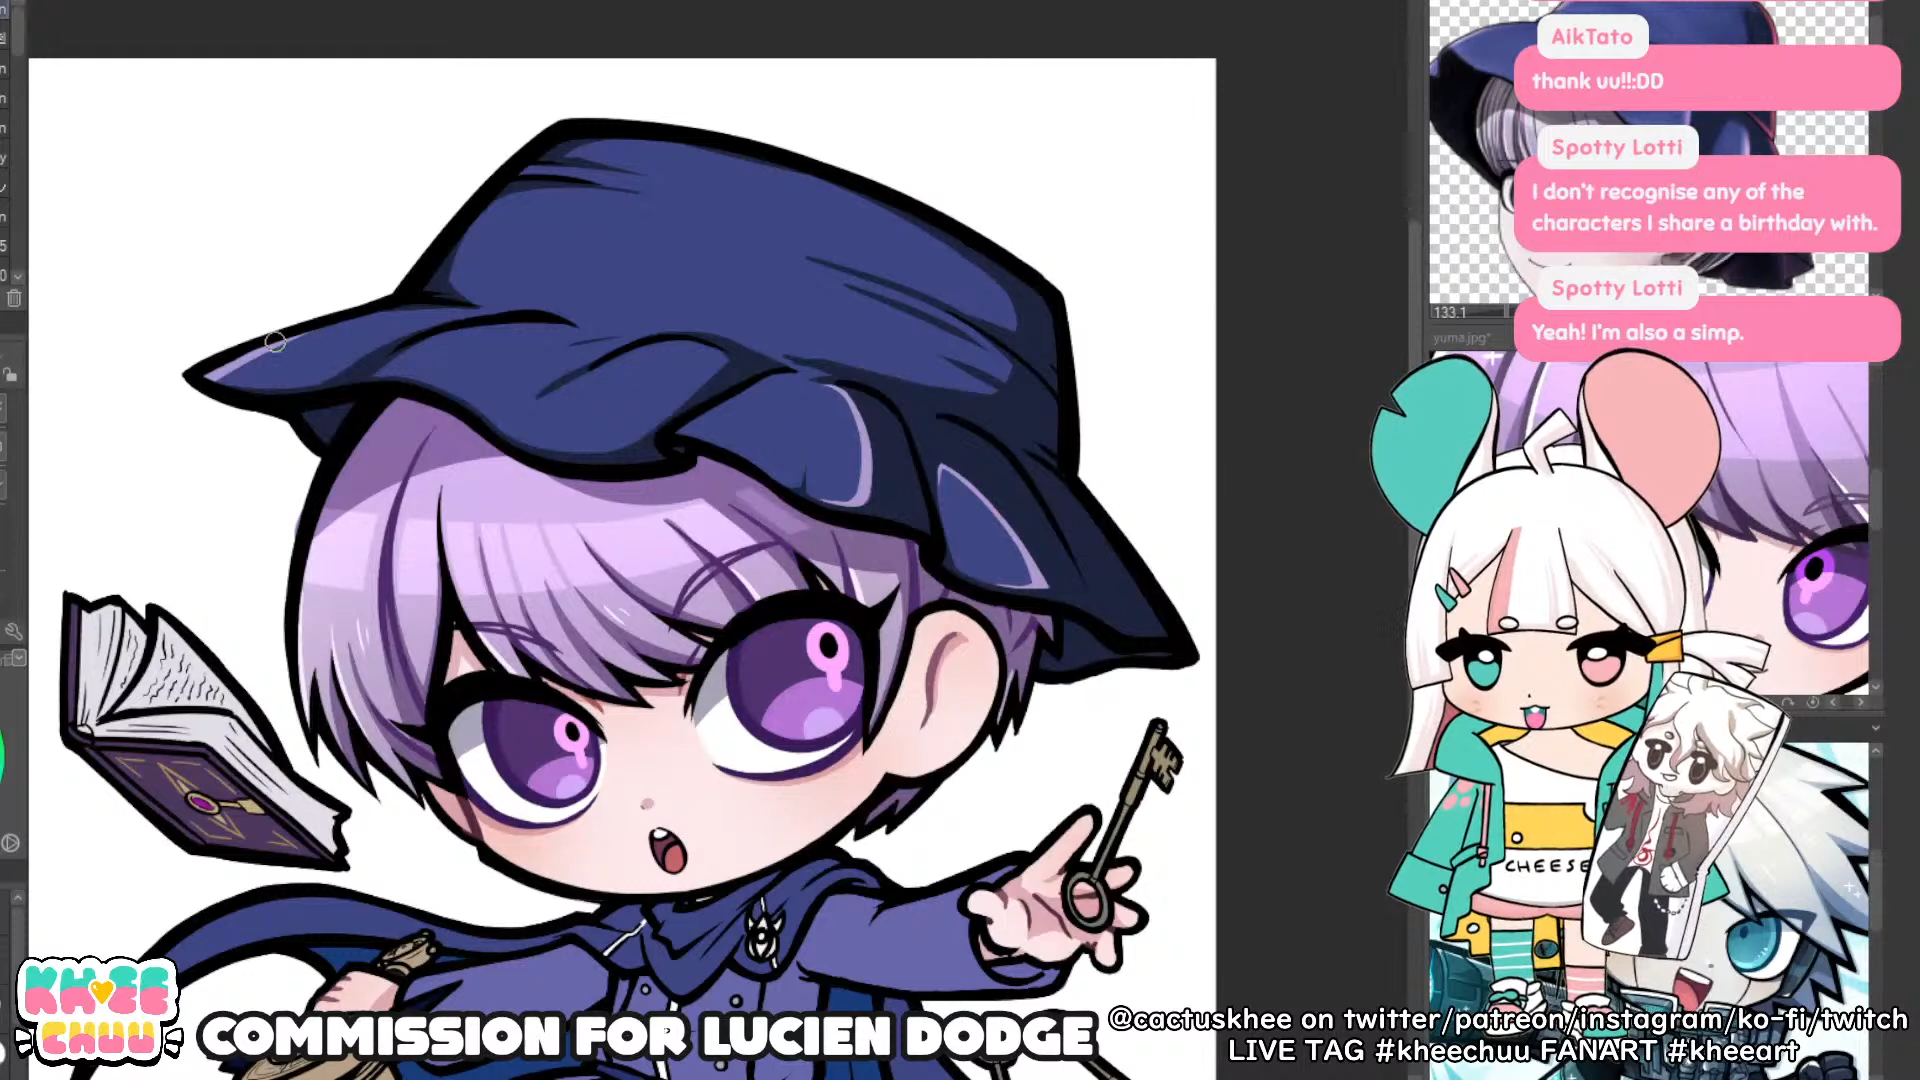 AikTato
thank uu!!:DD
Spotty Lotti
I don't recognise any of the
characters I share a birthday with.
Spotty Lotti
Yeah! I'm also a simp.
133.1
yuma.jpg*
CHEESE
KHEE
CHUU
COMMISSION FOR LUCIEN DODGE
@cactuskhee on twitter/patreon/instagram/ko-fi/twitch
LIVE TAG #kheechuu FANART #kheeart